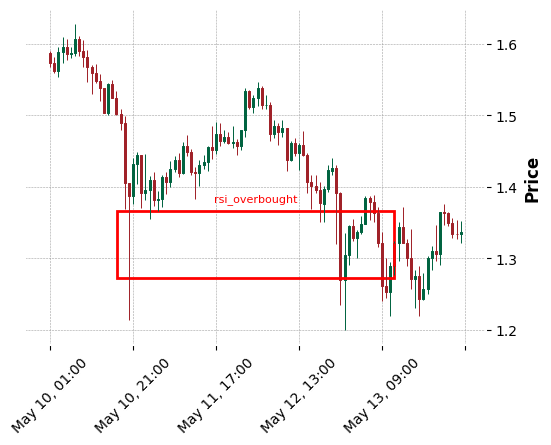 1.6
1.5
rsi_overbought
1.4
1.3
1.2
Price
May 10, 01:00
May 10, 21:00
May 11, 17:00
May 12, 13:00
May 13, 09:00